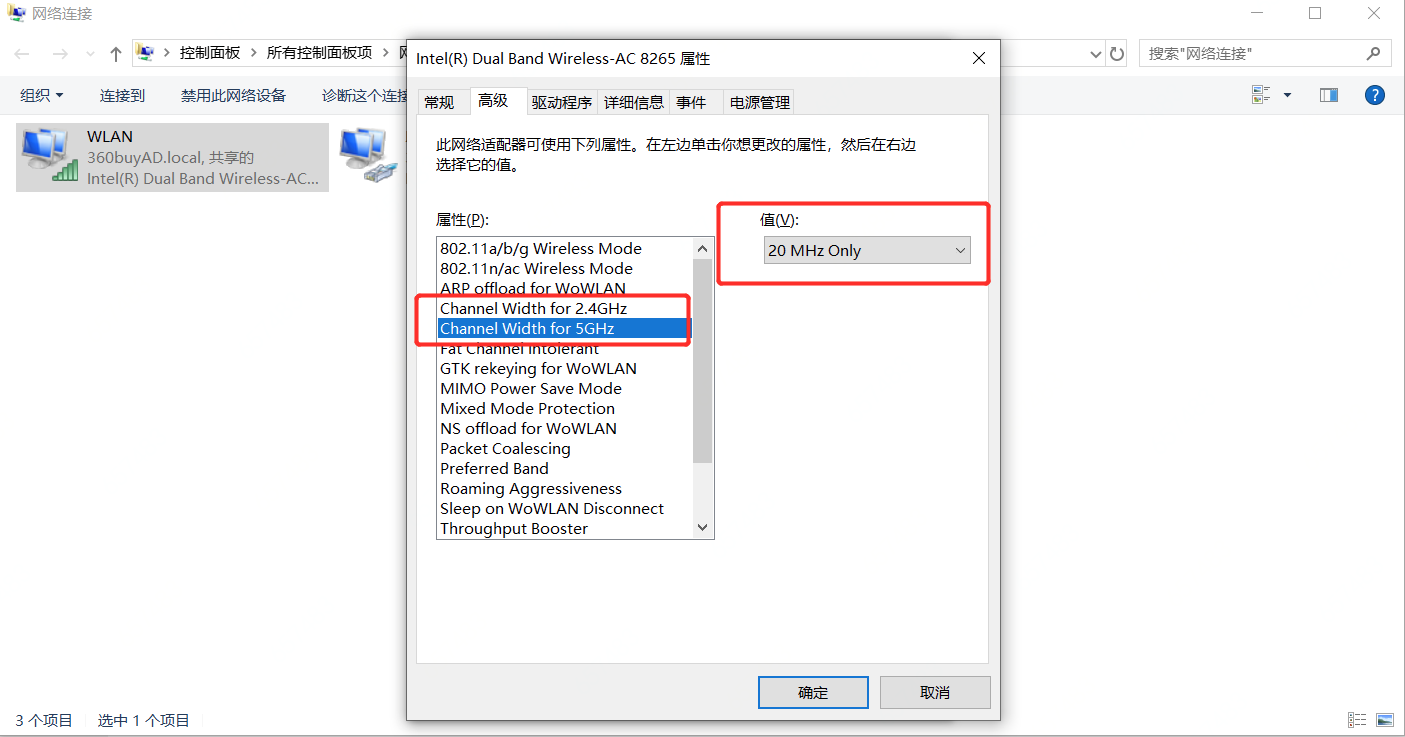 网络连接
控制面板 > 所有控制面板项 >
搜索"网络连接"
组织 连接到 禁用此网络设备 诊断这个连接
WLAN
360buyAD.local, 共享的
Intel(R) Dual Band Wireless-AC...
Intel(R) Dual Band Wireless-AC 8265 属性
常规 高级 驱动程序 详细信息 事件 电源管理
此网络适配器可使用下列属性。在左边单击你想更改的属性，然后在右边
选择它的值。
属性(P): 值(V):
20 MHz Only
802.11a/b/g Wireless Mode
802.11n/ac Wireless Mode
ARP offload for WoWLAN
Channel Width for 2.4GHz
Channel Width for 5GHz
Fat Channel Intolerant
GTK rekeying for WoWLAN
MIMO Power Save Mode
Mixed Mode Protection
NS offload for WoWLAN
Packet Coalescing
Preferred Band
Roaming Aggressiveness
Sleep on WoWLAN Disconnect
Throughput Booster
确定 取消
3 个项目 选中 1 个项目